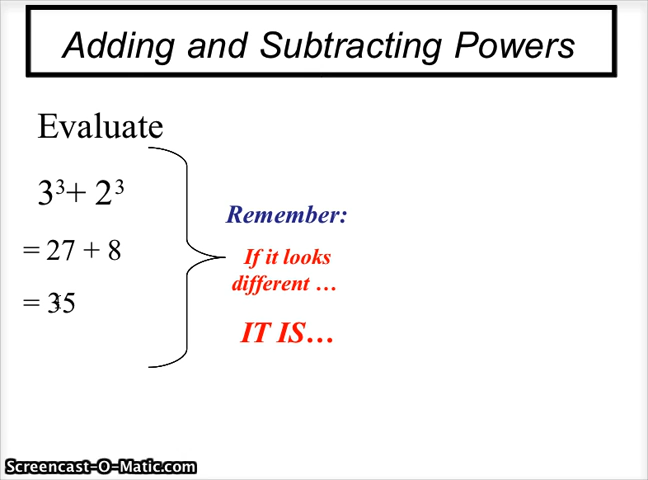 Adding and Subtracting Powers
Evaluate
3³+ 2³
= 27 + 8
= 35
Remember:
If it looks
different …
IT IS…
Screencast-O-Matic.com